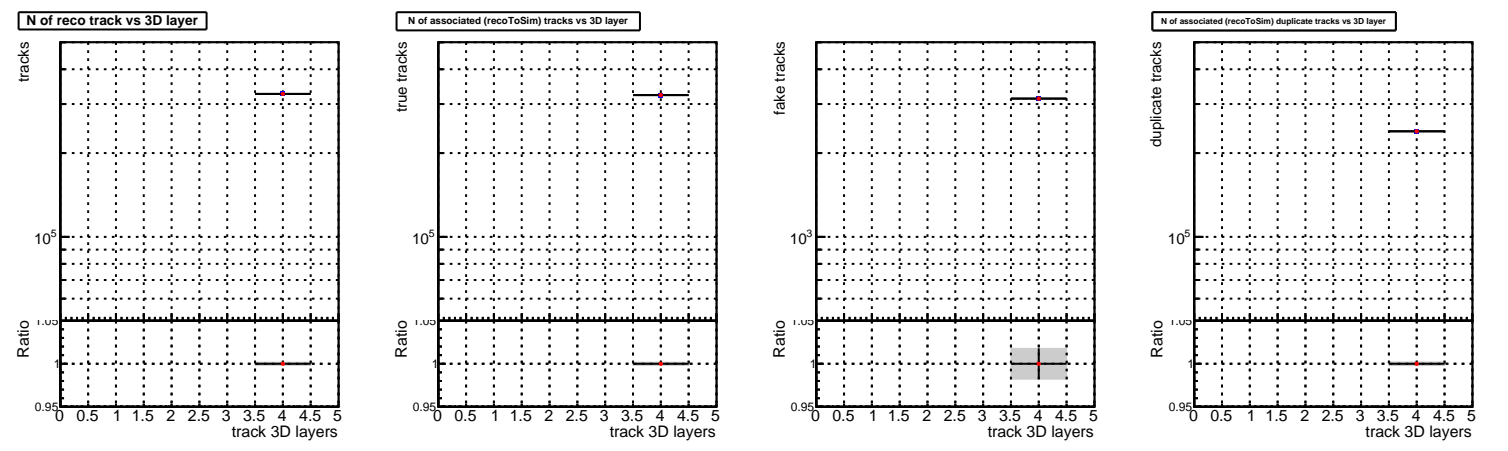 N of reco track vs 3D layer
tracks
10^5
Ratio
1.05
1
0.95
0 0.5 1 1.5 2 2.5 3 3.5 4 4.5 5
track 3D layers
N of associated (recoToSim) tracks vs 3D layer
true tracks
10^5
Ratio
1.05
1
0.95
0 0.5 1 1.5 2 2.5 3 3.5 4 4.5 5
track 3D layers
fake tracks
10^3
Ratio
1.05
1
0.95
0 0.5 1 1.5 2 2.5 3 3.5 4 4.5 5
track 3D layers
N of associated (recoToSim) duplicate tracks vs 3D layer
duplicate tracks
10^5
Ratio
1.05
1
0.95
0 0.5 1 1.5 2 2.5 3 3.5 4 4.5 5
track 3D layers